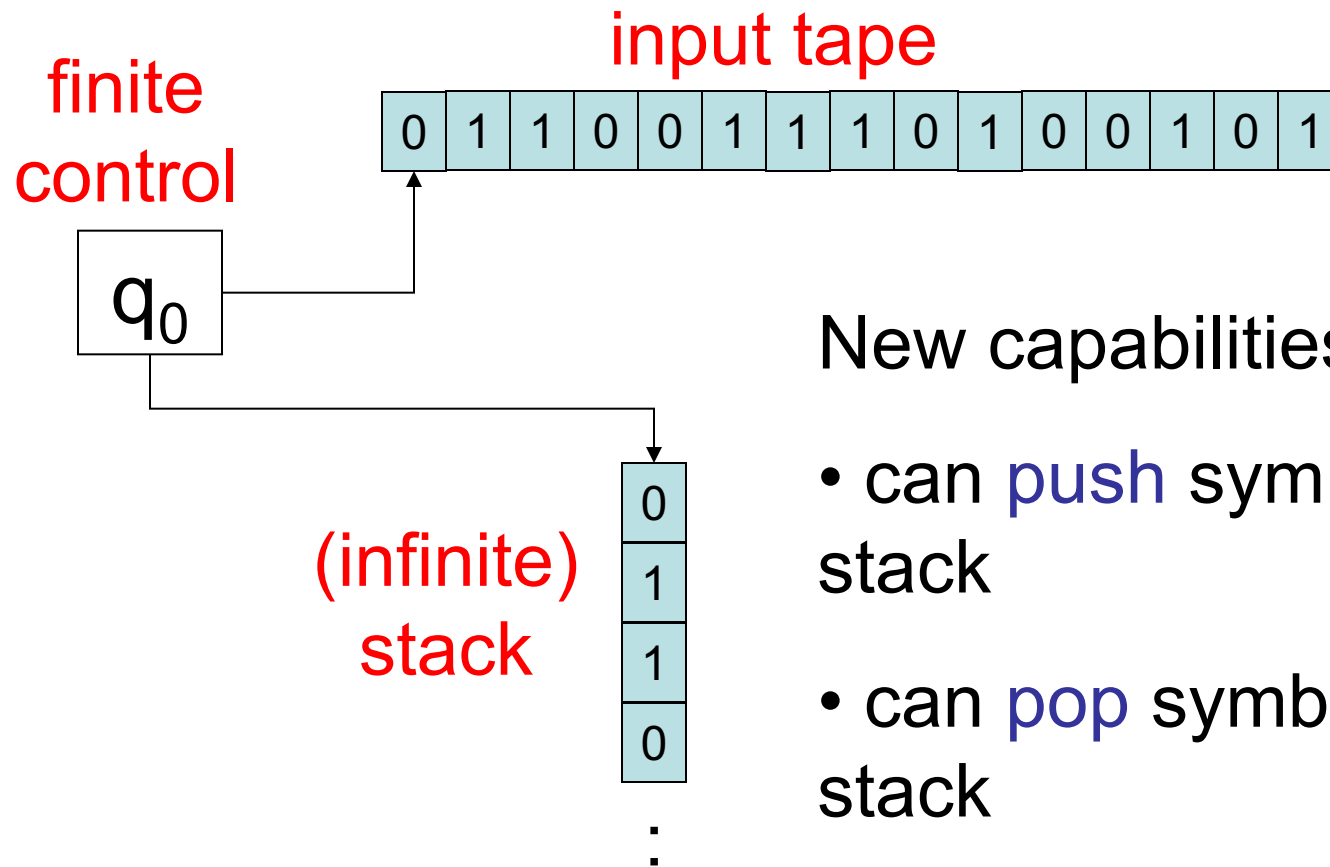 input tape
finite
control
0 1 1 0 0 1 1 1 0 1 0 0 1 0 1
q₀
New capabilities
• can push sym
stack
• can pop symb
stack
(infinite)
stack
0
1
1
0
: